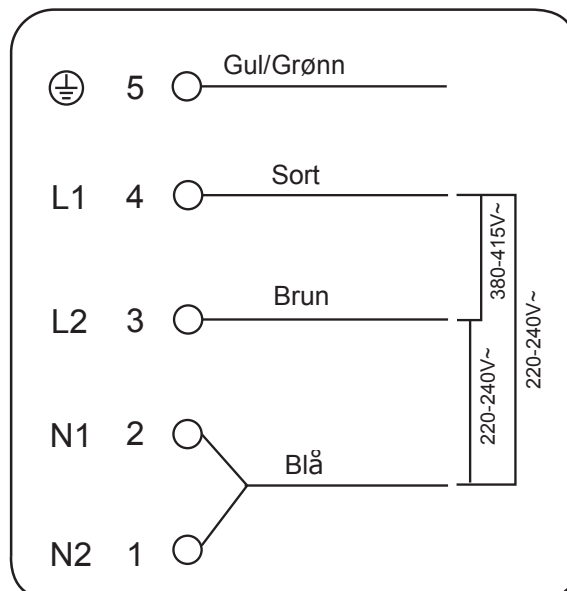 5 Gul/Grønn
L1 4 Sort
L2 3 Brun
N1 2
Blå
N2 1
380-415V~
220-240V~
220-240V~